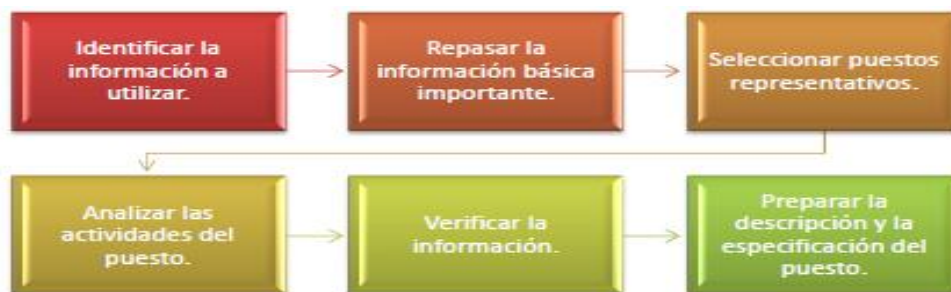 Identificar la
información a
utilizar.
Repasar la
información básica
importante.
Seleccionar puestos
representativos.
Analizar las
actividades del
puesto.
Verificar la
información.
Preparar la
descripción y la
especificación del
puesto.